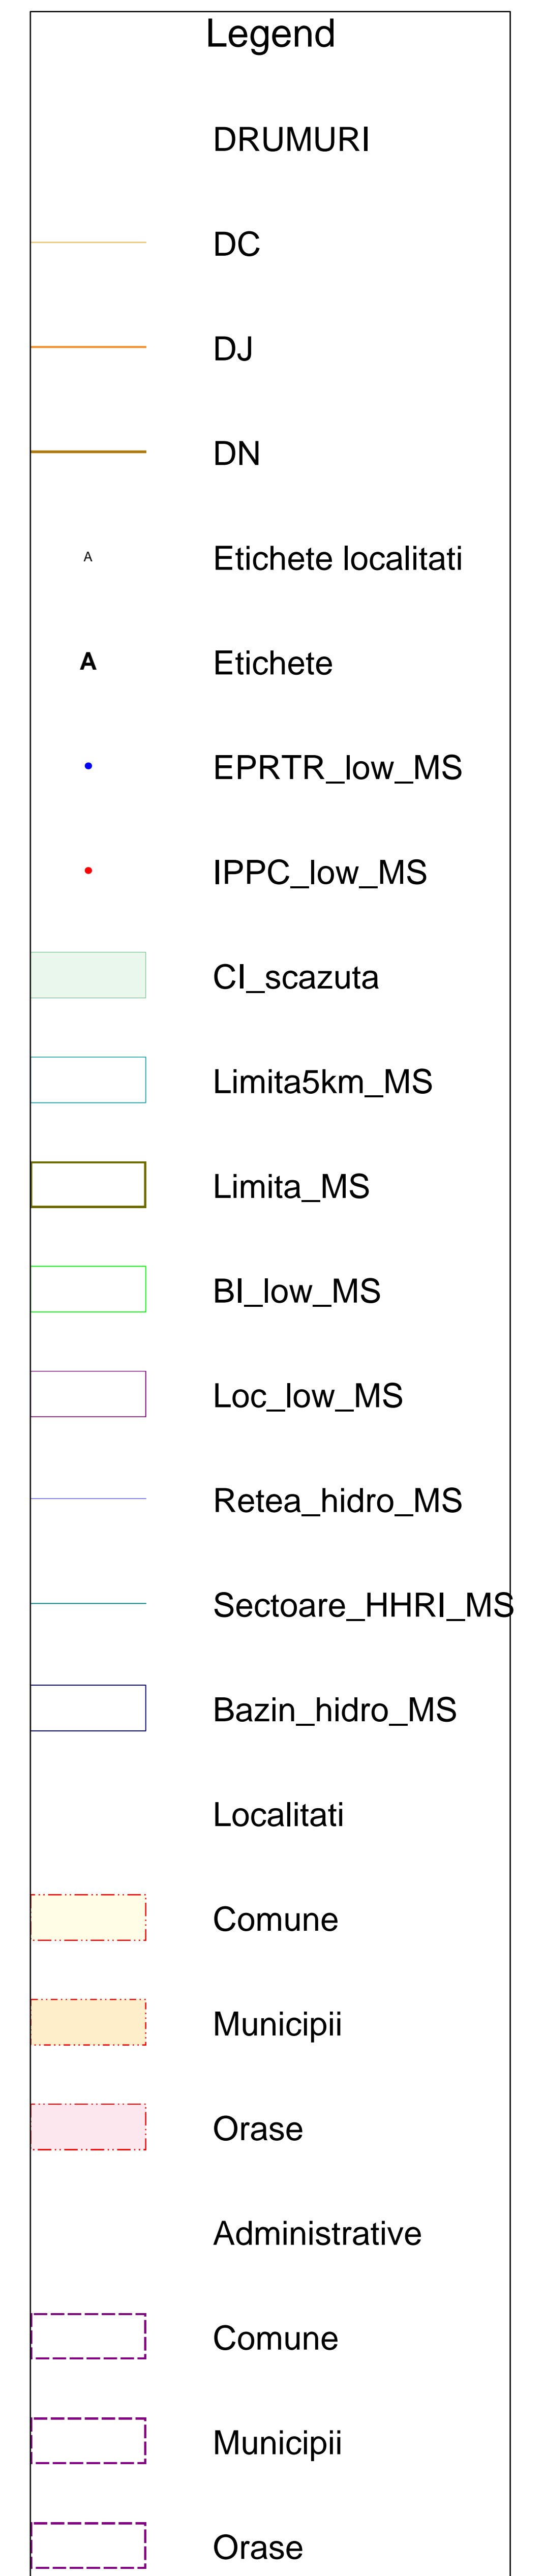 Legend
DRUMURI
DC
DJ
DN
A Etichete localitati
A Etichete
EPRTR_low_MS
IPPC_low_MS
CI_scazuta
Limita5km_MS
Limita_MS
BI_low_MS
Loc_low_MS
Retea_hidro_MS
Sectoare_HHRI_MS
Bazin_hidro_MS
Localitati
Comune
Municipii
Orase
Administrative
Comune
Municipii
Orase